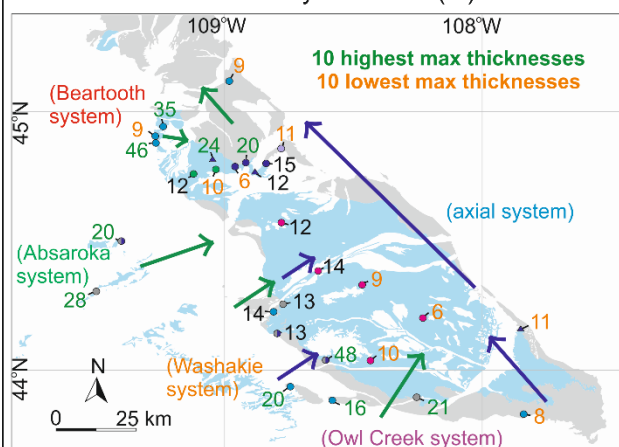 109°W
108°W
10 highest max thicknesses
10 lowest max thicknesses
9
(Beartooth
system)
45°N
35
9
46
24
20
11
15
12
10
6
12
12
(axial system)
20
(Absaroka
system)
28
14
9
13
14
13
6
11
48
10
44°N
(Washakie
system)
N
20
16
21
8
0
25 km
(Owl Creek system)